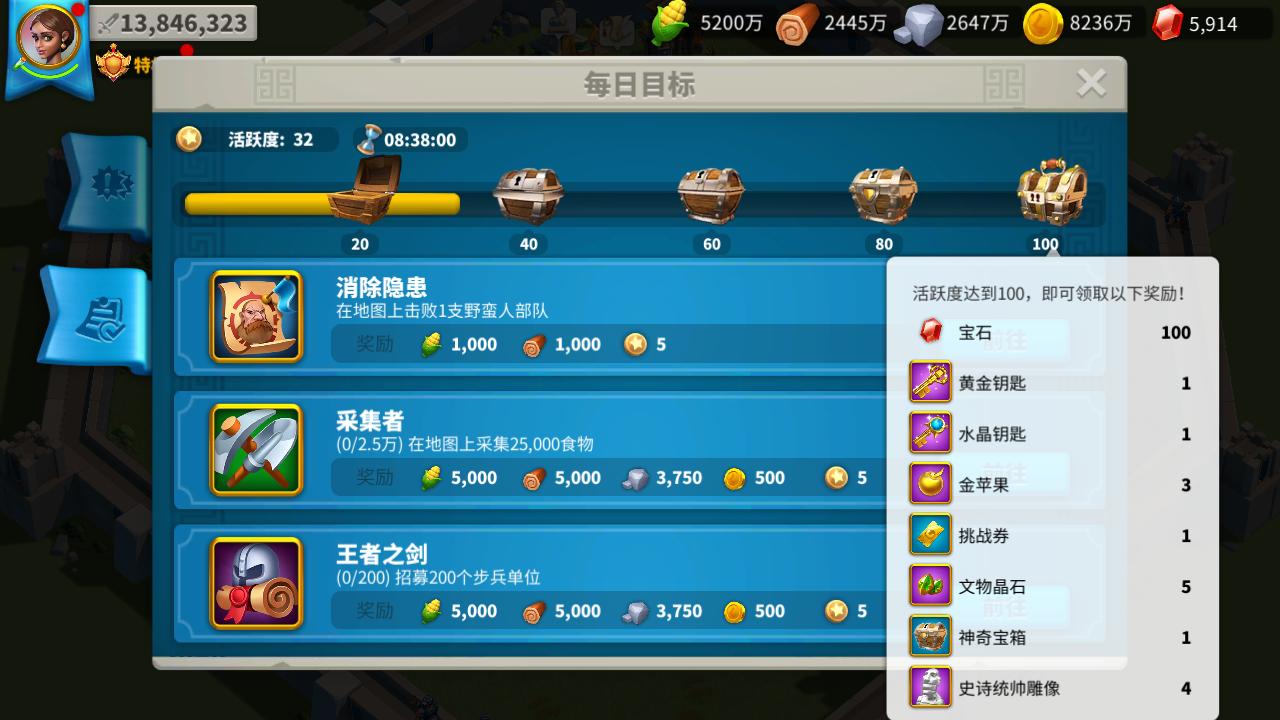 13,846,323
5200万
2445万
2647万
8236万
5,914
特
每日目标
活跃度: 32
08:38:00
20
40
60
80
100
消除隐患
在地图上击败1支野蛮人部队
奖励 1,000 1,000 5
前往
采集者
(0/2.5万) 在地图上采集25,000食物
奖励 5,000 5,000 3,750 500 5
前往
王者之剑
(0/200) 招募200个步兵单位
奖励 5,000 5,000 3,750 500 5
前往
活跃度达到100，即可领取以下奖励！
宝石 100
黄金钥匙 1
水晶钥匙 1
金苹果 3
挑战券 1
文物晶石 5
神奇宝箱 1
史诗统帅雕像 4